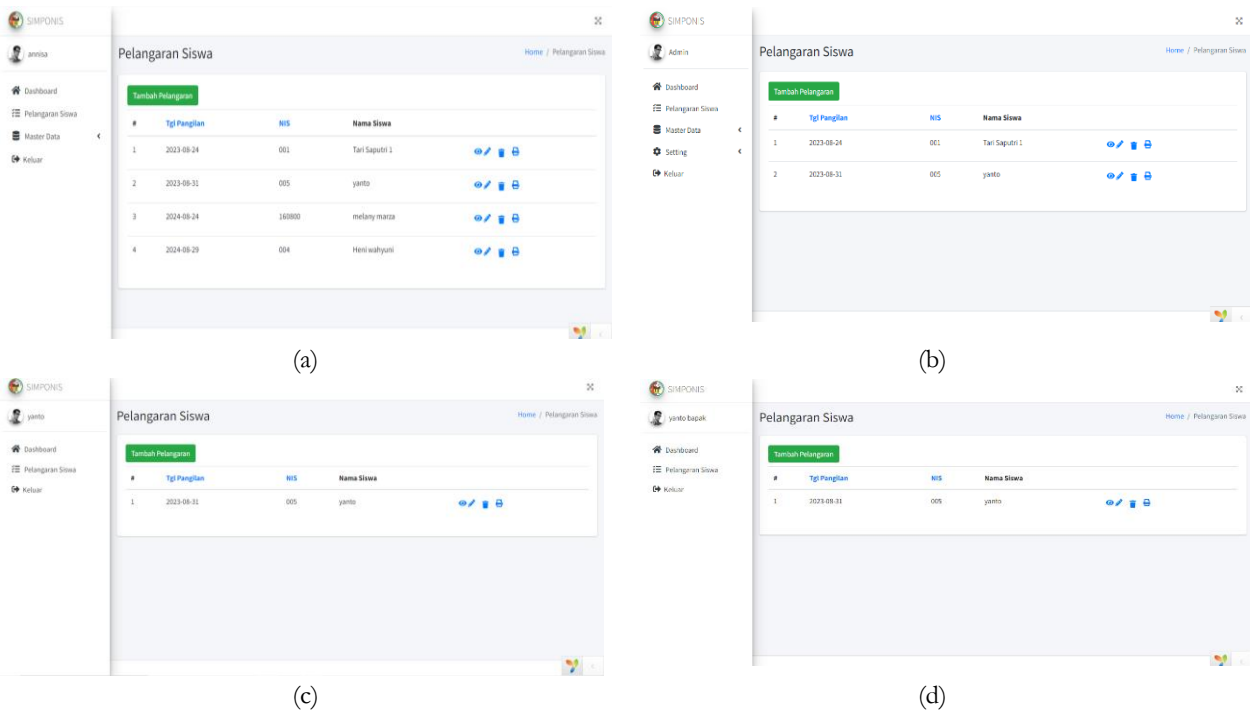 SIMPONIS
annisa
Dashboard
Pelangaran Siswa
Master Data
Keluar
Pelangaran Siswa
Home / Pelangaran Siswa
Tambah Pelangaran
# Tgl Pangilan NIS Nama Siswa
1 2023-08-24 001 Tari Saputri 1
2 2023-08-31 005 yanto
3 2024-08-24 160800 melany marza
4 2024-08-29 004 Heni wahyuni
(a)
SIMPONIS
Admin
Dashboard
Pelangaran Siswa
Master Data
Setting
Keluar
Pelangaran Siswa
Home / Pelangaran Siswa
Tambah Pelangaran
# Tgl Pangilan NIS Nama Siswa
1 2023-08-24 001 Tari Saputri 1
2 2023-08-31 005 yanto
(b)
SIMPONIS
yanto
Dashboard
Pelangaran Siswa
Keluar
Pelangaran Siswa
Home / Pelangaran Siswa
Tambah Pelangaran
# Tgl Pangilan NIS Nama Siswa
1 2023-08-31 005 yanto
(c)
SIMPONIS
yanto bapak
Dashboard
Pelangaran Siswa
Keluar
Pelangaran Siswa
Home / Pelangaran Siswa
Tambah Pelangaran
# Tgl Pangilan NIS Nama Siswa
1 2023-08-31 005 yanto
(d)